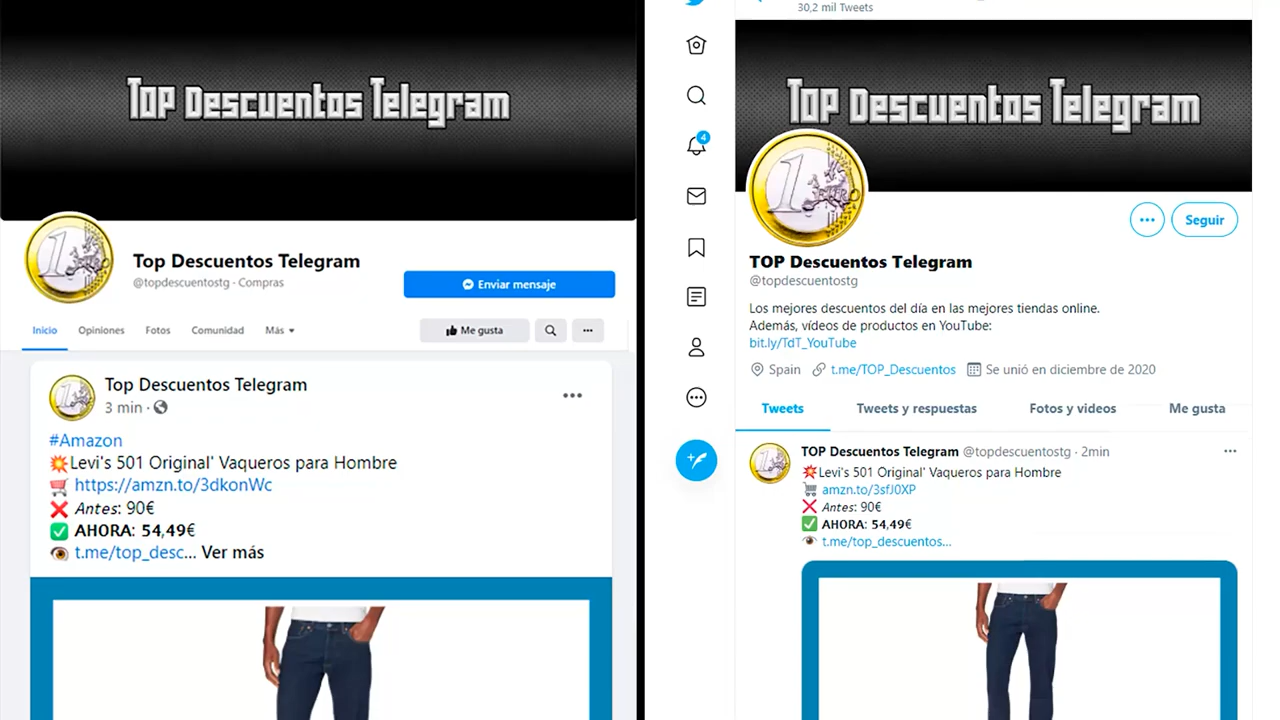 Top Descuentos Telegram
1
Top Descuentos Telegram
@topdescuentostg · Compras
Enviar mensaje
Inicio
Opiniones
Fotos
Comunidad
Más
Me gusta
Top Descuentos Telegram
3 min ·
#Amazon
💥Levi's 501 Original' Vaqueros para Hombre
🛒 https://amzn.to/3dkonWc
❌ Antes: 90€
✅ AHORA: 54,49€
👁 t.me/top_desc... Ver más
30,2 mil Tweets
4
Top Descuentos Telegram
1 EURO
Seguir
TOP Descuentos Telegram
@topdescuentostg
Los mejores descuentos del día en las mejores tiendas online.
Además, vídeos de productos en YouTube:
bit.ly/TdT_YouTube
Spain
t.me/TOP_Descuentos
Se unió en diciembre de 2020
Tweets
Tweets y respuestas
Fotos y videos
Me gusta
TOP Descuentos Telegram @topdescuentostg · 2min
💥Levi's 501 Original' Vaqueros para Hombre
🛒 amzn.to/3sfJ0XP
❌ Antes: 90€
✅ AHORA: 54,49€
👁 t.me/top_descuentos...